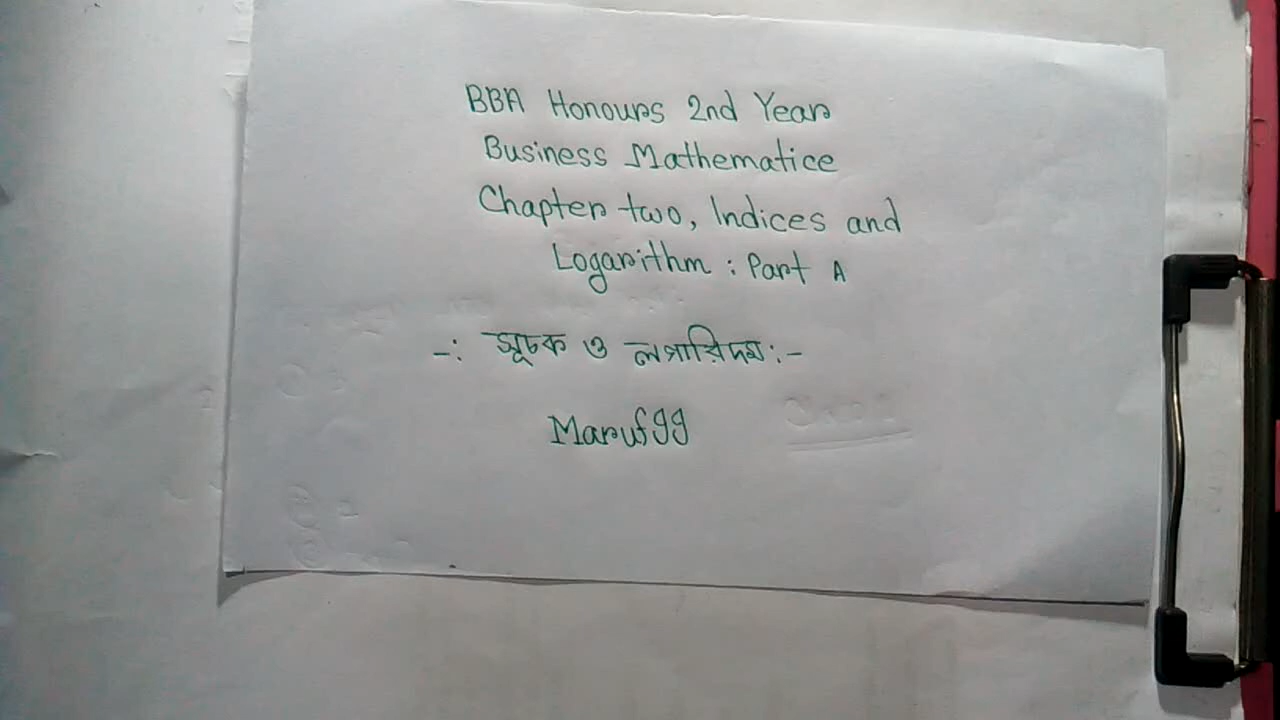 BBA Honours 2nd Year
Business Mathematice
Chapter two, Indices and
Logarithm : Part A
-: সূচক ও লগারিদম :-
Maruf99